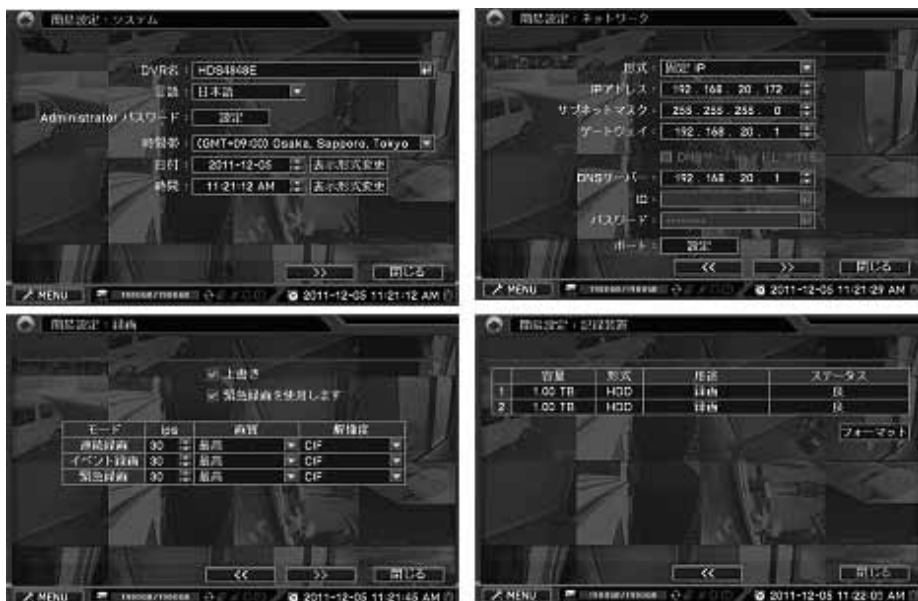 簡易設定：システム
DVR名： HDS4848E
言語： 日本語
Administrator パスワード： 設定
時間帯： (GMT+09:00) Osaka, Sapporo, Tokyo
日付： 2011-12-05 表示形式変更
時間： 11:21:12 AM 表示形式変更
>> 閉じる
MENU 2011-12-05 11:21:12 AM
簡易設定：ネットワーク
形式： 固定 IP
IPアドレス： 192 . 168 . 20 . 172
サブネットマスク： 255 . 255 . 255 . 0
ゲートウェイ： 192 . 168 . 20 . 1
DNSサーバー： 192 . 168 . 20 . 1
ID：
パスワード：
ポート： 設定
<< >> 閉じる
MENU 2011-12-05 11:21:29 AM
簡易設定：録画
上書き
緊急録画を使用します
モード ips 画質 解像度
連続録画 30 最高 CIF
イベント録画 30 最高 CIF
緊急録画 30 最高 CIF
<< >> 閉じる
MENU 2011-12-05 11:21:45 AM
簡易設定：記録装置
容量 形式 用途 ステータス
1 1.00 TB HDD 録画 良
2 1.00 TB HDD 録画 良
フォーマット
<< 閉じる
MENU 2011-12-05 11:22:01 AM